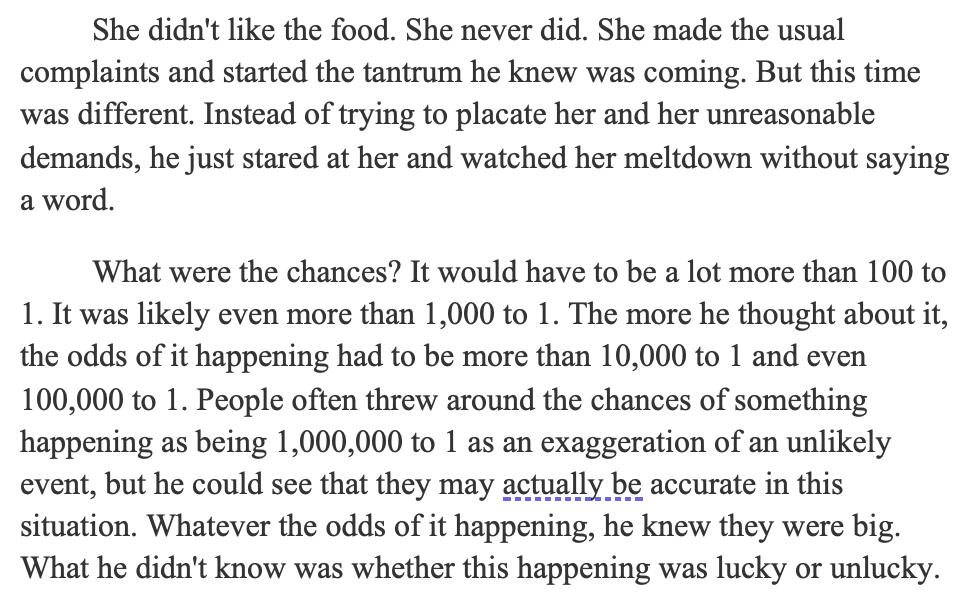 She didn't like the food. She never did. She made the usual
complaints and started the tantrum he knew was coming. But this time
was different. Instead of trying to placate her and her unreasonable
demands, he just stared at her and watched her meltdown without saying
a word.
What were the chances? It would have to be a lot more than 100 to
1. It was likely even more than 1,000 to 1. The more he thought about it,
the odds of it happening had to be more than 10,000 to 1 and even
100,000 to 1. People often threw around the chances of something
happening as being 1,000,000 to 1 as an exaggeration of an unlikely
event, but he could see that they may actually be accurate in this
situation. Whatever the odds of it happening, he knew they were big.
What he didn't know was whether this happening was lucky or unlucky.